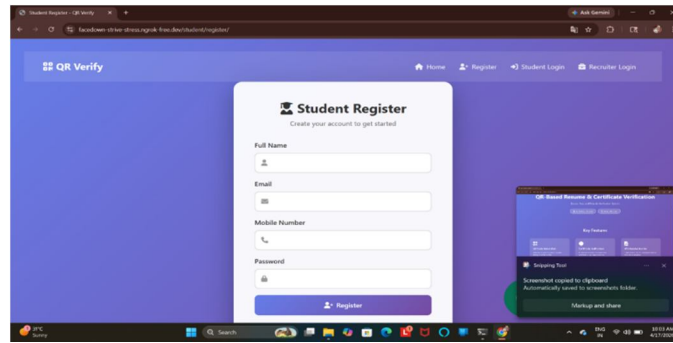 Student Register - QR Verify
Ask Gemini
facedown-strive-stress.ngrok-free.dev/student/register/
QR Verify
Home
Register
Student Login
Recruiter Login
Student Register
Create your account to get started
Full Name
Email
Mobile Number
Password
Register
QR-Based Resume & Certificate Verification
Key Features
Snipping Tool
Screenshot copied to clipboard
Automatically saved to screenshots folder.
Markup and share
31°C
Sunny
Search
ENG
IN
10:03 AM